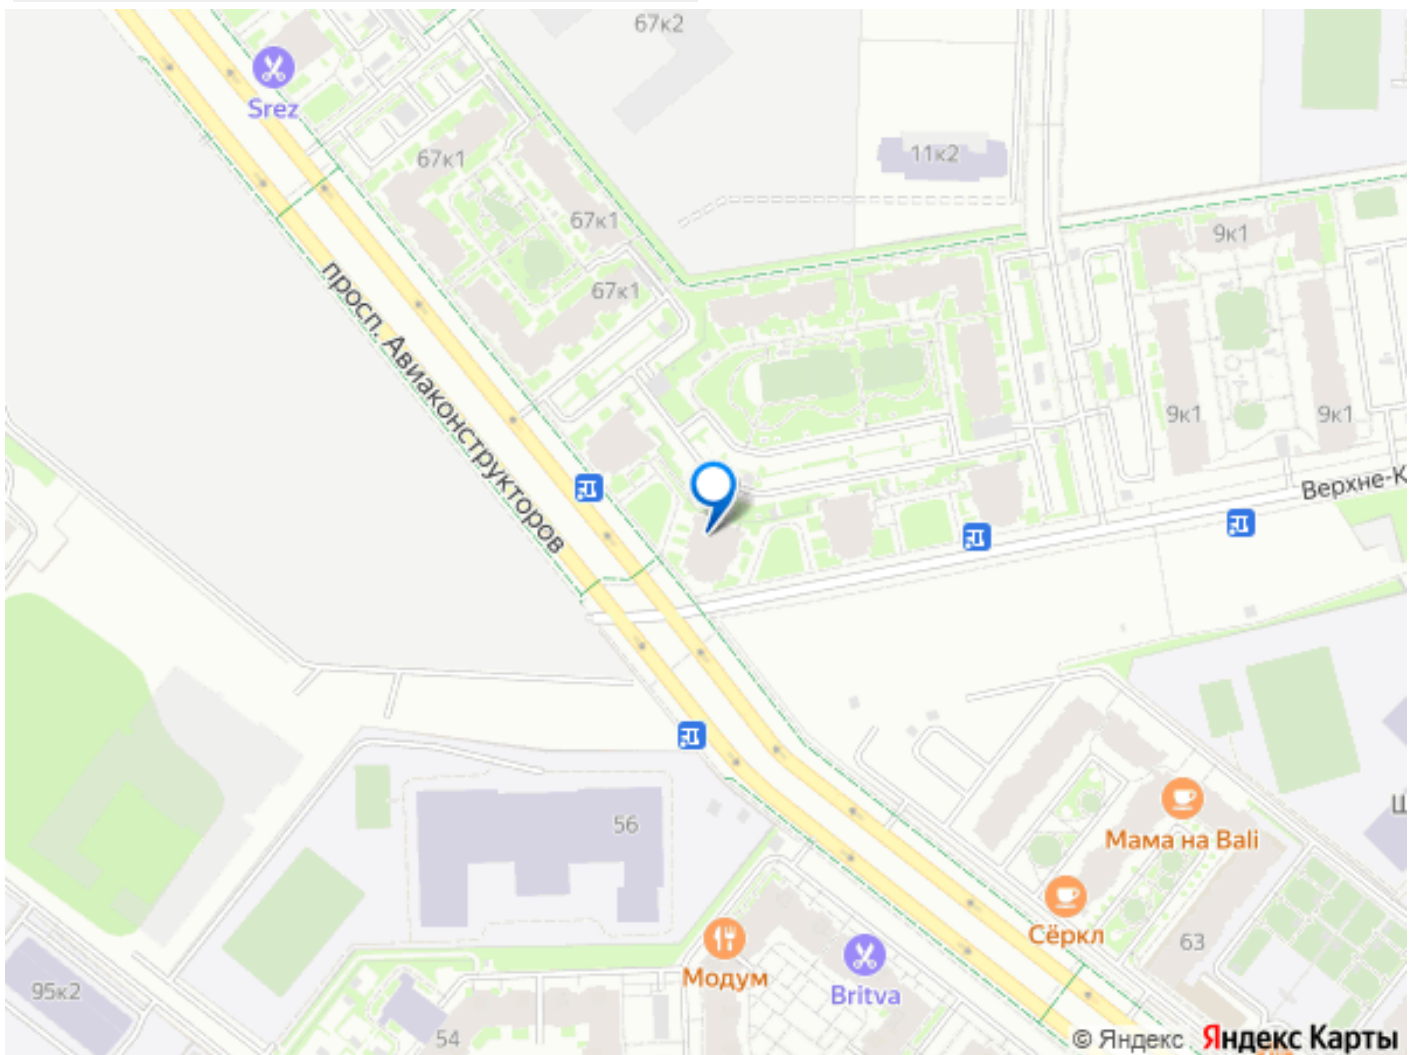 67к2
Srez
67к1
11к2
67к1
9к1
67к1
просп. Авиаконструкторов
9к1
9к1
Верхне-К
56
Мама на Bali
Сёркл
63
Модум
Britva
95к2
54
© Яндекс Яндекс Карты